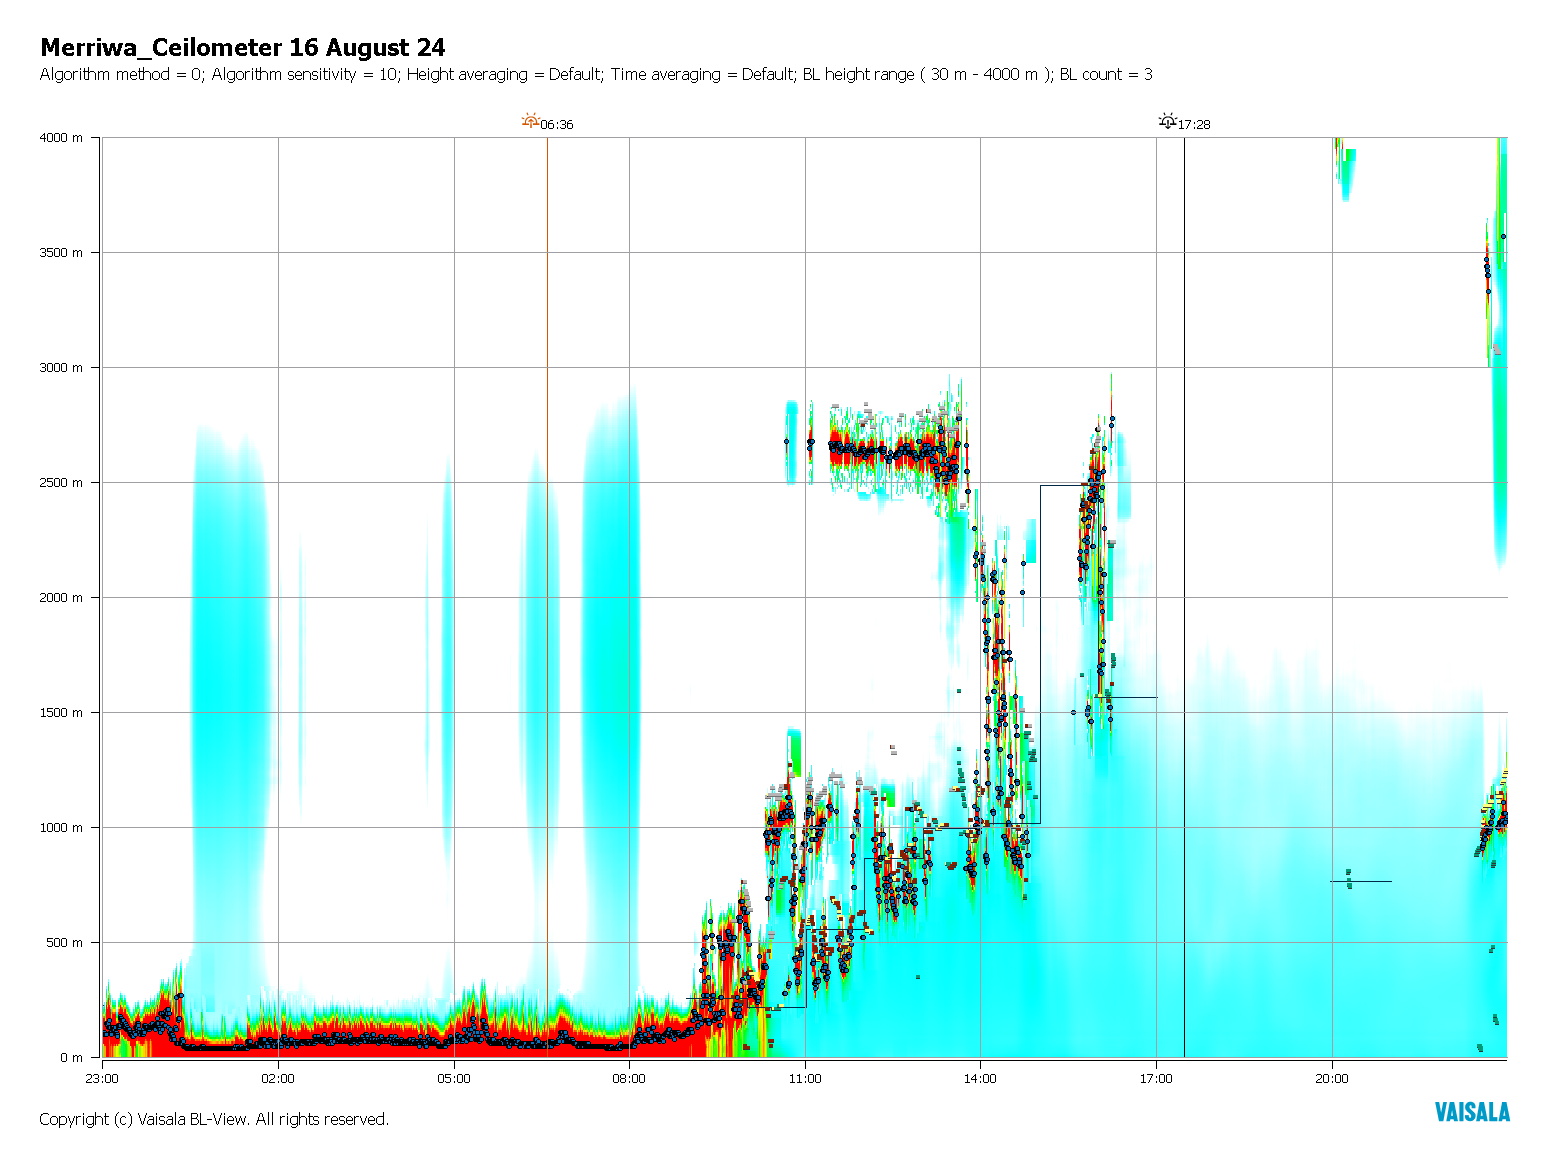 Merriwa_Ceilometer 16 August 24
Algorithm method = 0; Algorithm sensitivity = 10; Height averaging = Default; Time averaging = Default; BL height range ( 30 m - 4000 m ); BL count = 3
06:36
17:28
4000 m
3500 m
3000 m
2500 m
2000 m
1500 m
1000 m
500 m
0 m
23:00
02:00
05:00
08:00
11:00
14:00
17:00
20:00
Copyright (c) Vaisala BL-View. All rights reserved.
VAISALA